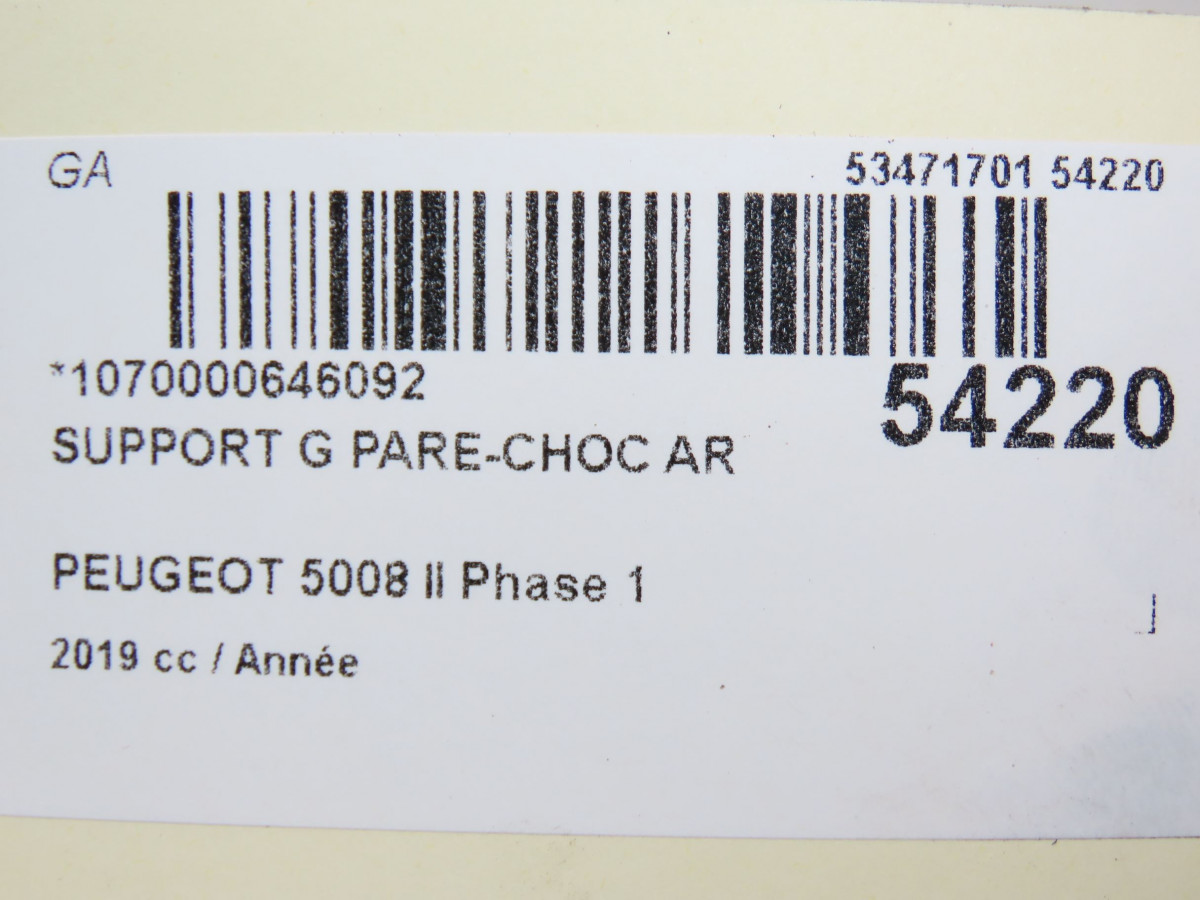 GA
53471701 54220
*1070000646092
54220
SUPPORT G PARE-CHOC AR
PEUGEOT 5008 II Phase 1
2019 cc / Année